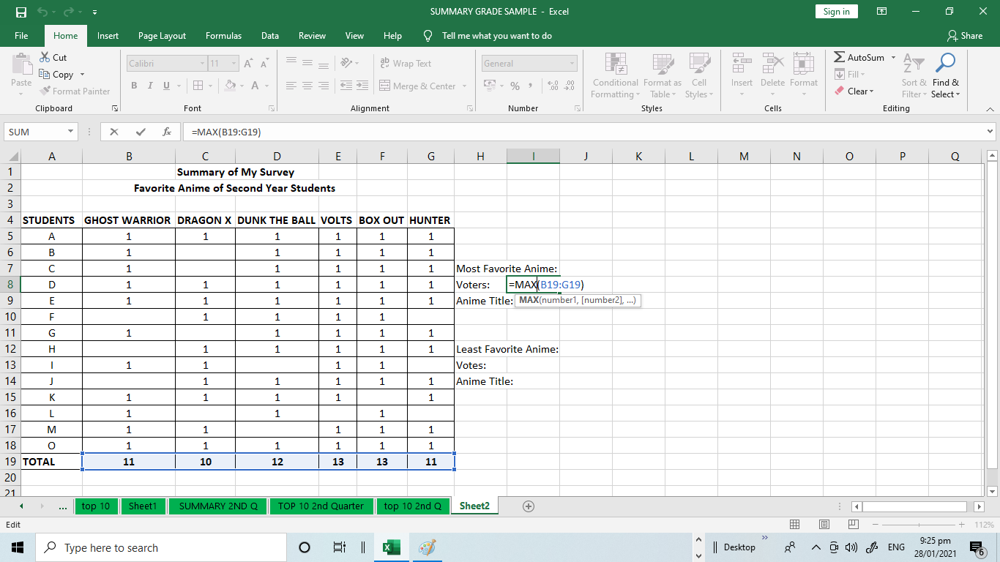 SUMMARY GRADE SAMPLE - Excel
Sign in
File Home Insert Page Layout Formulas Data Review View Help Tell me what you want to do Share
Paste
Cut
Copy
Format Painter
Clipboard
Calibri 11
B I U
Font
Wrap Text
Merge & Center
Alignment
General
Number
Conditional Formatting
Format as Table
Cell Styles
Styles
Insert Delete Format
Cells
AutoSum
Fill
Clear
Sort & Filter
Find & Select
Editing
SUM =MAX(B19:G19)
A B C D E F G H I J K L M N O P Q
1 Summary of My Survey
2 Favorite Anime of Second Year Students
3
4 STUDENTS GHOST WARRIOR DRAGON X DUNK THE BALL VOLTS BOX OUT HUNTER
5 A 1 1 1 1 1 1
6 B 1 1 1 1 1
7 C 1 1 1 1 1 Most Favorite Anime:
8 D 1 1 1 1 1 1 Voters: =MAX(B19:G19)
9 E 1 1 1 1 1 1 Anime Title: MAX(number1, [number2], ...)
10 F 1 1 1 1
11 G 1 1 1 1 1
12 H 1 1 1 1 1 Least Favorite Anime:
13 I 1 1 1 1 Votes:
14 J 1 1 1 1 1 Anime Title:
15 K 1 1 1 1 1
16 L 1 1 1
17 M 1 1 1 1 1
18 O 1 1 1 1 1 1
19 TOTAL 11 10 12 13 13 11
20
21
... top 10 Sheet1 SUMMARY 2ND Q TOP 10 2nd Quarter top 10 2nd Q Sheet2
Edit 112%
Type here to search Desktop ENG 9:25 pm
28/01/2021 6